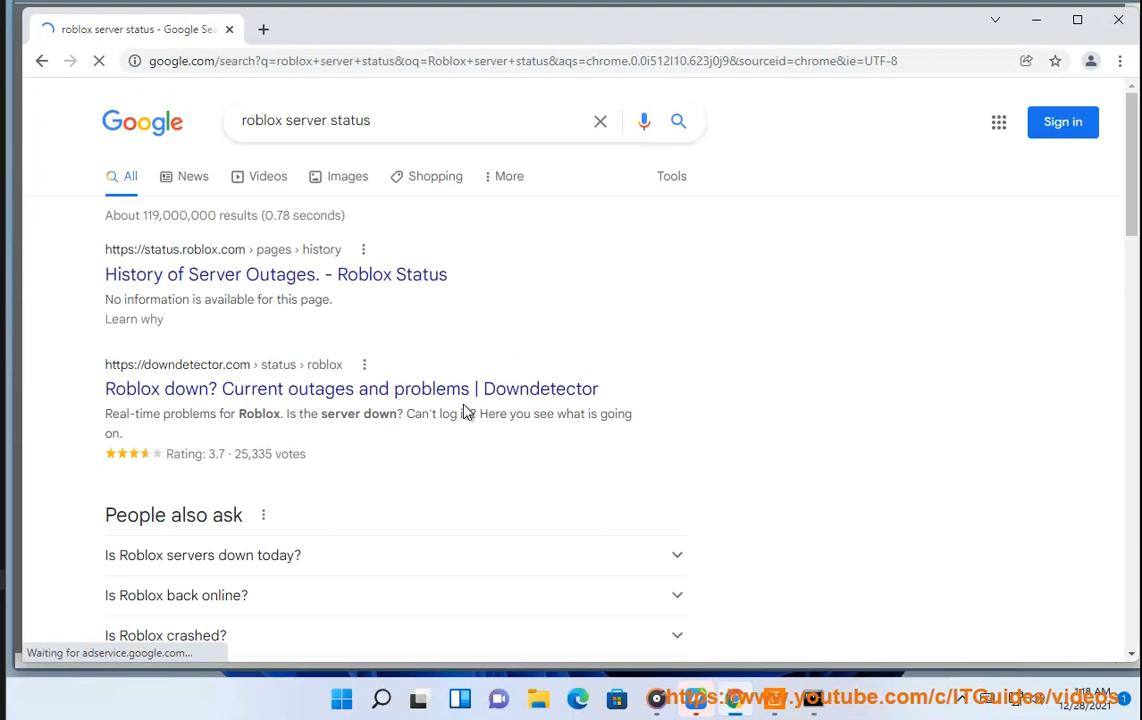 roblox server status - Google Sea
google.com/search?q=roblox+server+status&oq=Roblox+server+status&aqs=chrome.0.0i512l10.623j0j9&sourceid=chrome&ie=UTF-8
Google
roblox server status
Sign in
All
News
Videos
Images
Shopping
More
Tools
About 119,000,000 results (0.78 seconds)
https://status.roblox.com › pages › history
History of Server Outages. - Roblox Status
No information is available for this page.
Learn why
https://downdetector.com › status › roblox
Roblox down? Current outages and problems | Downdetector
Real-time problems for Roblox. Is the server down? Can't log in? Here you see what is going
on.
Rating: 3.7 · 25,335 votes
People also ask
Is Roblox servers down today?
Is Roblox back online?
Is Roblox crashed?
Waiting for adservice.google.com...
https://www.youtube.com/c/ITGuides/videos
1:18 AM
12/28/2021
1